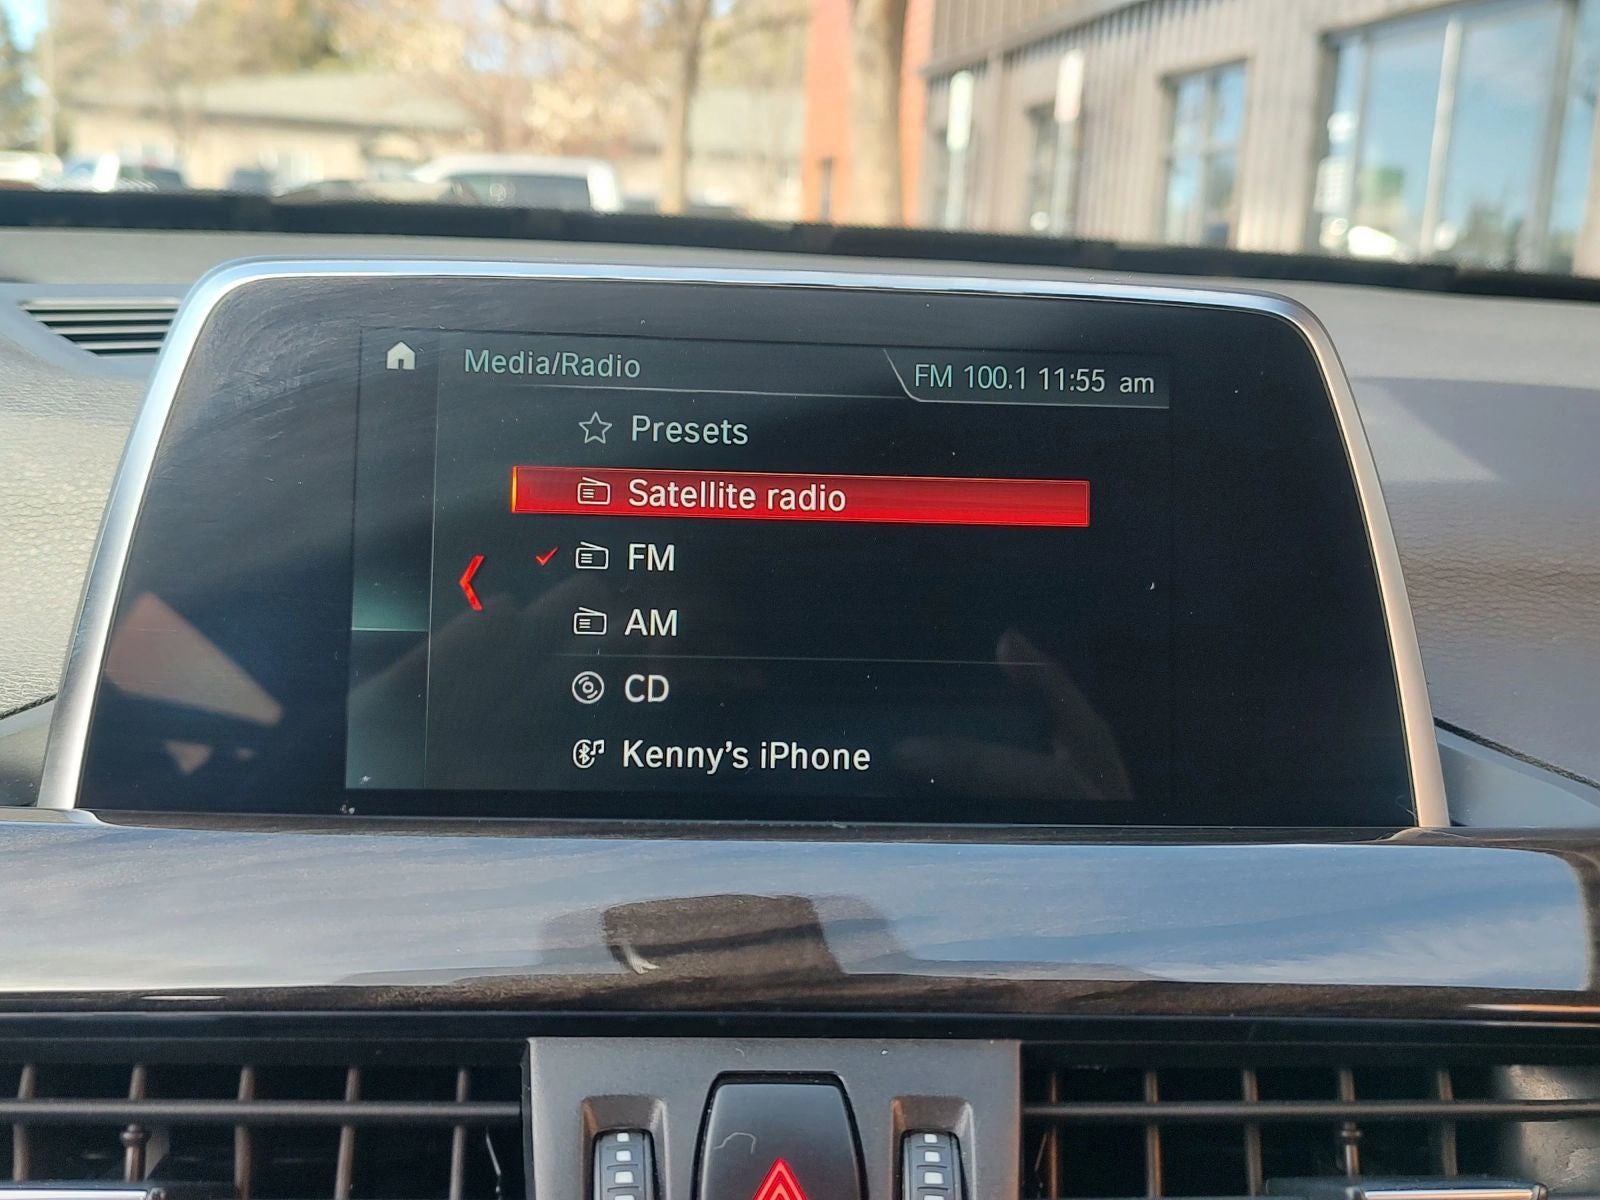 Media/Radio
FM 100.1 11:55 am
Presets
Satellite radio
FM
AM
CD
Kenny's iPhone